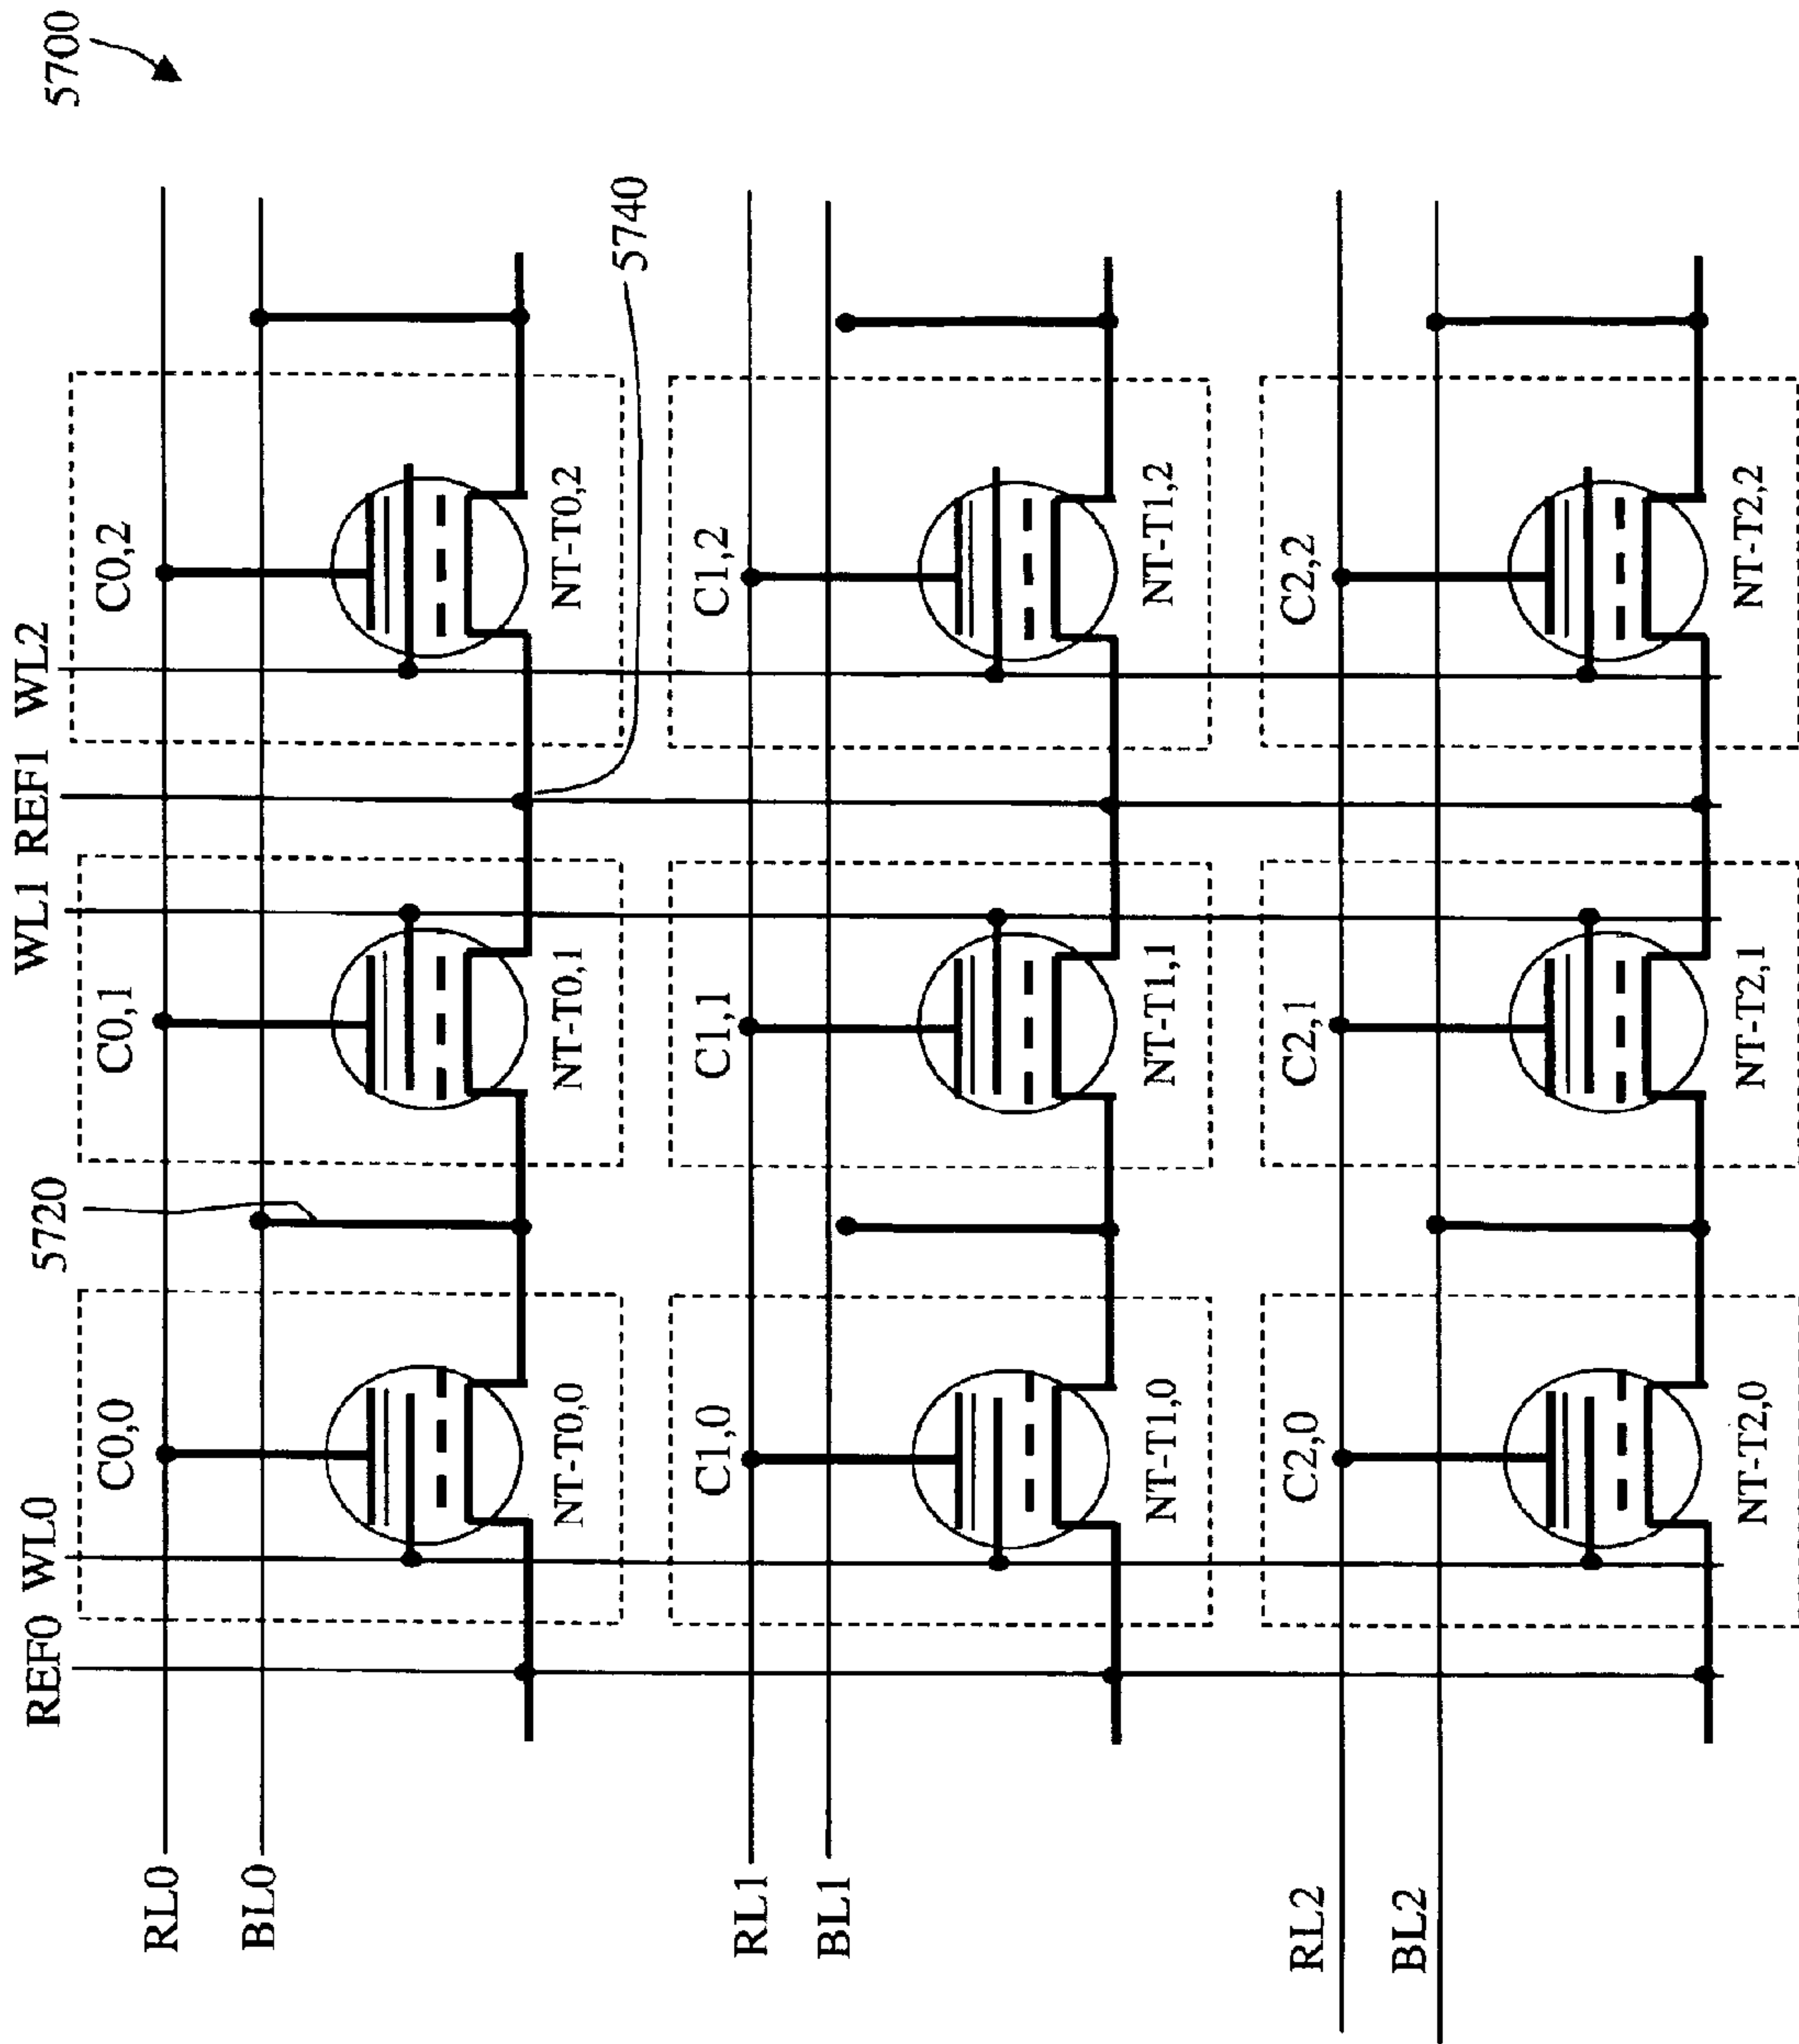 5700
REF0 WL0 WL1 REF1 WL2
5720
5740
RL0
BL0
C0,0 C0,1 C0,2
NT-T0,0 NT-T0,1 NT-T0,2
RL1
BL1
C1,0 C1,1 C1,2
NT-T1,0 NT-T1,1 NT-T1,2
RL2
BL2
C2,0 C2,1 C2,2
NT-T2,0 NT-T2,1 NT-T2,2